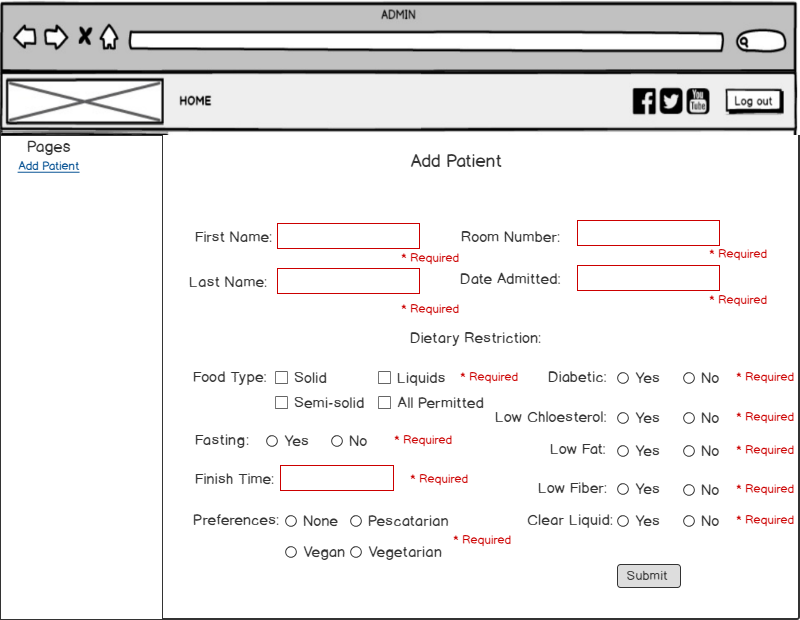 ADMIN
HOME
You
Tube
Log out
Pages
Add Patient
Add Patient
First Name:
Room Number:
* Required
* Required
Last Name:
Date Admitted:
* Required
* Required
Dietary Restriction:
Food Type: Solid Liquids * Required Diabetic: Yes No * Required
Semi-solid All Permitted
Low Chloesterol: Yes No * Required
Fasting: Yes No * Required
Low Fat: Yes No * Required
Finish Time: * Required
Low Fiber: Yes No * Required
Preferences: None Pescatarian Clear Liquid: Yes No * Required
* Required
Vegan Vegetarian
Submit